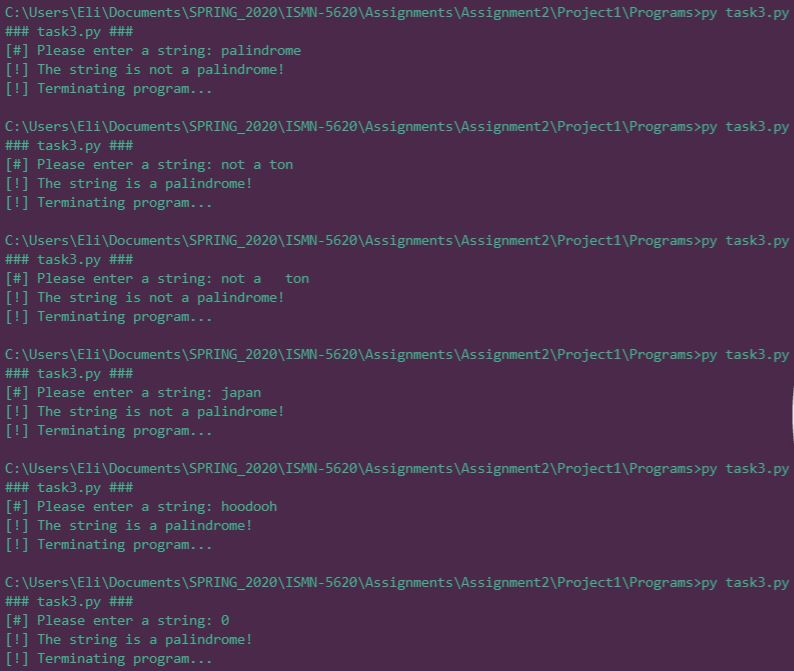 C:\Users\Eli\Documents\SPRING_2020\ISMN-5620\Assignments\Assignment2\Project1\Programs>py task3.py
### task3.py ###
[#] Please enter a string: palindrome
[!] The string is not a palindrome!
[!] Terminating program...

C:\Users\Eli\Documents\SPRING_2020\ISMN-5620\Assignments\Assignment2\Project1\Programs>py task3.py
### task3.py ###
[#] Please enter a string: not a ton
[!] The string is a palindrome!
[!] Terminating program...

C:\Users\Eli\Documents\SPRING_2020\ISMN-5620\Assignments\Assignment2\Project1\Programs>py task3.py
### task3.py ###
[#] Please enter a string: not a   ton
[!] The string is not a palindrome!
[!] Terminating program...

C:\Users\Eli\Documents\SPRING_2020\ISMN-5620\Assignments\Assignment2\Project1\Programs>py task3.py
### task3.py ###
[#] Please enter a string: japan
[!] The string is not a palindrome!
[!] Terminating program...

C:\Users\Eli\Documents\SPRING_2020\ISMN-5620\Assignments\Assignment2\Project1\Programs>py task3.py
### task3.py ###
[#] Please enter a string: hoodooh
[!] The string is a palindrome!
[!] Terminating program...

C:\Users\Eli\Documents\SPRING_2020\ISMN-5620\Assignments\Assignment2\Project1\Programs>py task3.py
### task3.py ###
[#] Please enter a string: 0
[!] The string is a palindrome!
[!] Terminating program...